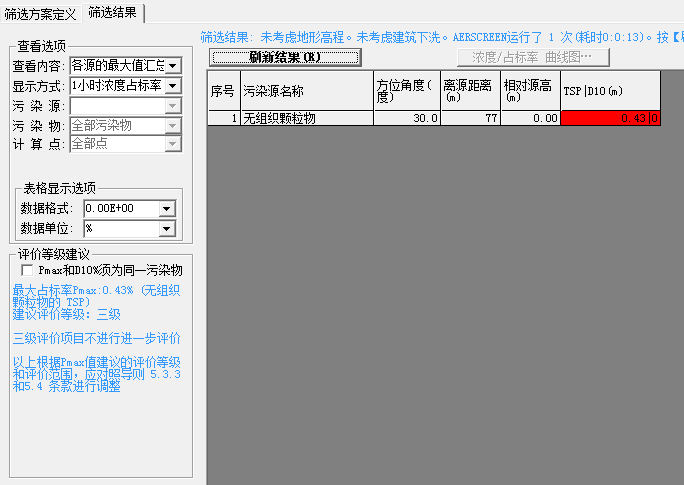 筛选方案定义 筛选结果
筛选结果: 未考虑地形高程。未考虑建筑下洗。AERSCREEN运行了 1 次(耗时0:0:13)。按【
查看选项
查看内容: 各源的最大值汇总
显示方式: 1小时浓度占标率
污 染 源:
污 染 物: 全部污染物
计 算 点: 全部点
表格显示选项
数据格式: 0.00E+00
数据单位: %
评价等级建议
Pmax和D10%须为同一污染物
最大占标率Pmax:0.43% (无组织
颗粒物的 TSP)
建议评价等级: 三级
三级评价项目不进行进一步评价
以上根据Pmax值建议的评价等级
和评价范围，应对照导则 5.3.3
和5.4 条款进行调整
刷新结果(R) 浓度/占标率 曲线图…
序号 污染源名称 方位角度(度) 离源距离(m) 相对源高(m) TSP|D10(m)
1 无组织颗粒物 30.0 77 0.00 0.43|0